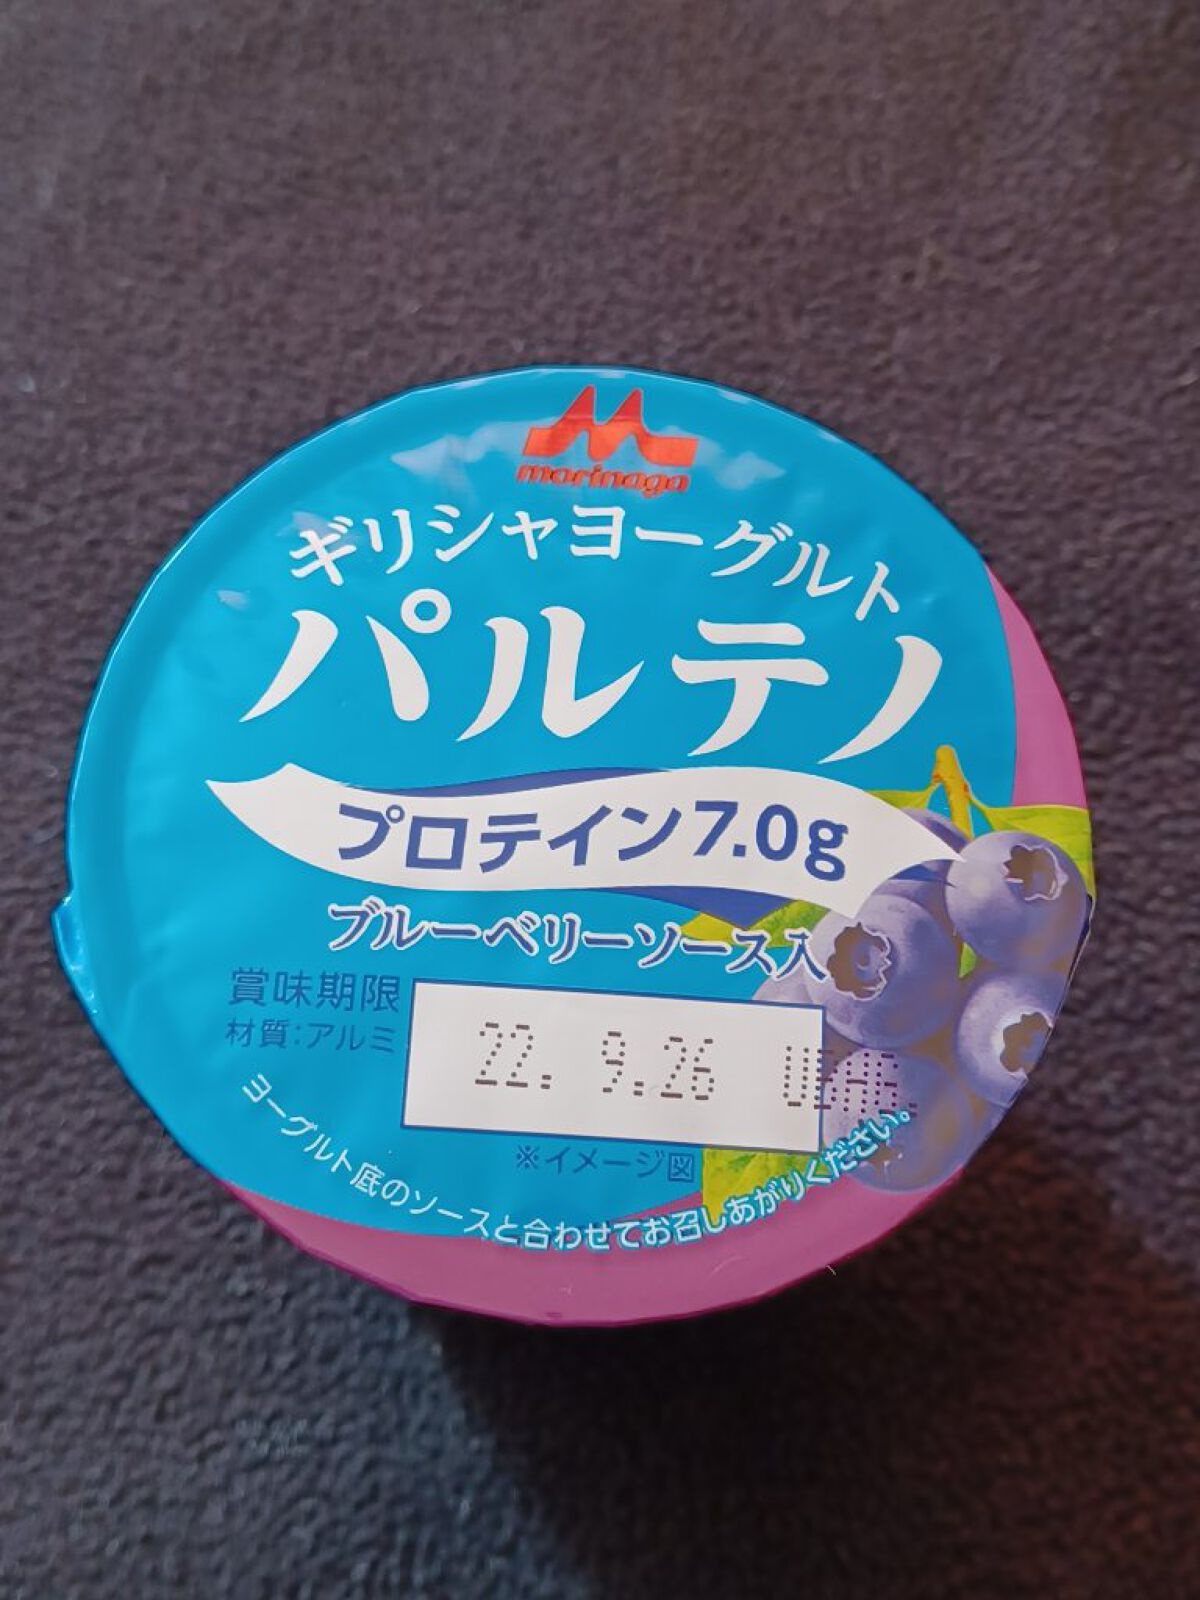 morinaga
ギリシャヨーグルト
パルテノ
プロテイン7.0g
ブルーベリーソース入
賞味期限
材質:アルミ
22. 9.26
※イメージ図
ヨーグルト底のソースと合わせてお召しあがりください。